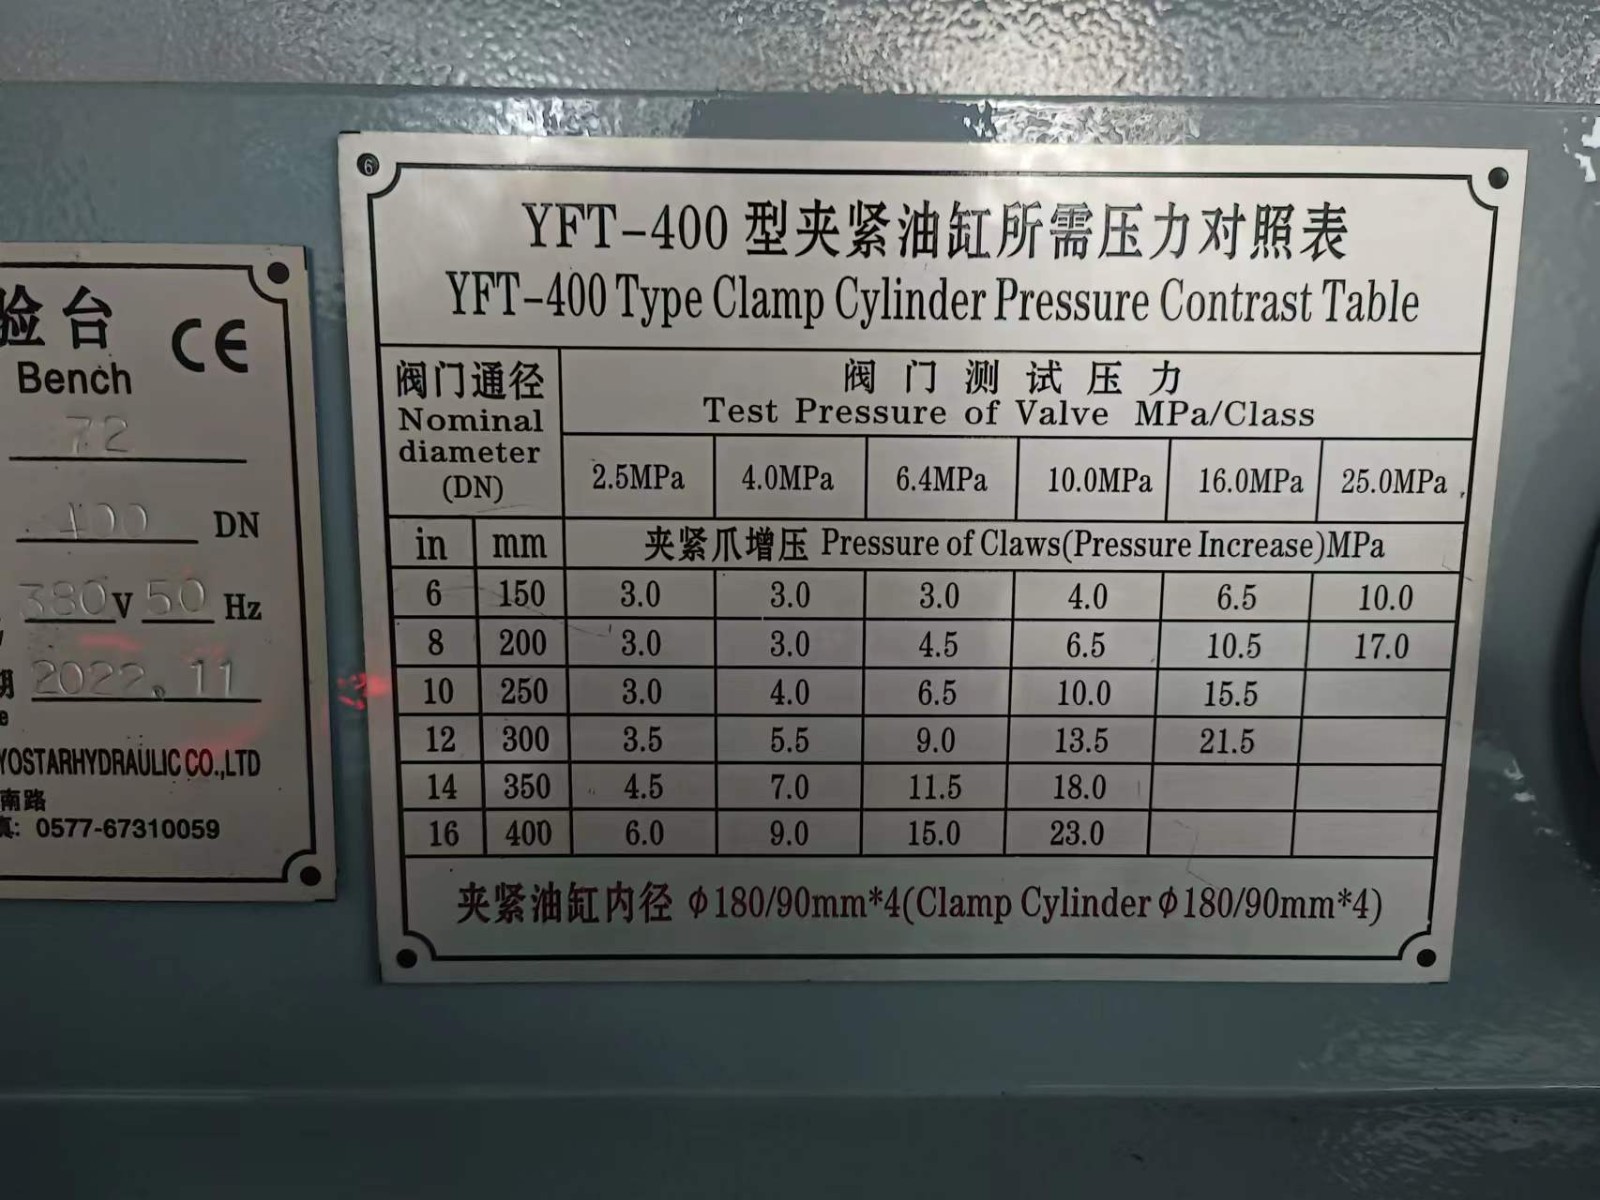 YFT-400 型夹紧油缸所需压力对照表
YFT-400 Type Clamp Cylinder Pressure Contrast Table
阀门通径
Nominal
diameter
(DN)
阀门测试压力
Test Pressure of Valve MPa/Class
2.5MPa 4.0MPa 6.4MPa 10.0MPa 16.0MPa 25.0MPa
in mm 夹紧爪增压 Pressure of Claws(Pressure Increase)MPa
6 150 3.0 3.0 3.0 4.0 6.5 10.0
8 200 3.0 3.0 4.5 6.5 10.5 17.0
10 250 3.0 4.0 6.5 10.0 15.5
12 300 3.5 5.5 9.0 13.5 21.5
14 350 4.5 7.0 11.5 18.0
16 400 6.0 9.0 15.0 23.0
夹紧油缸内径 Φ180/90mm*4(Clamp Cylinder Φ180/90mm*4)
6
验台 CE
Bench
72
400 DN
380V 50 Hz
期 2022.11
YOSTARHYDRAULIC CO.,LTD
南路
真: 0577-67310059